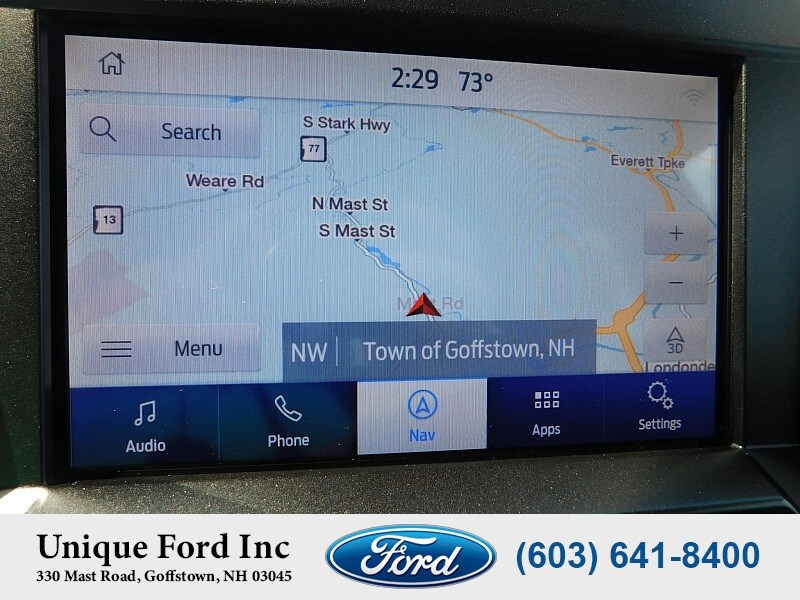 2:29 73°
Search
S Stark Hwy
77
Everett Tpke
Weare Rd
13
N Mast St
S Mast St
+
Rd
−
3D
Menu
NW | Town of Goffstown, NH
Londonde
Audio
Phone
Nav
Apps
Settings
Unique Ford Inc
330 Mast Road, Goffstown, NH 03045
Ford
(603) 641-8400